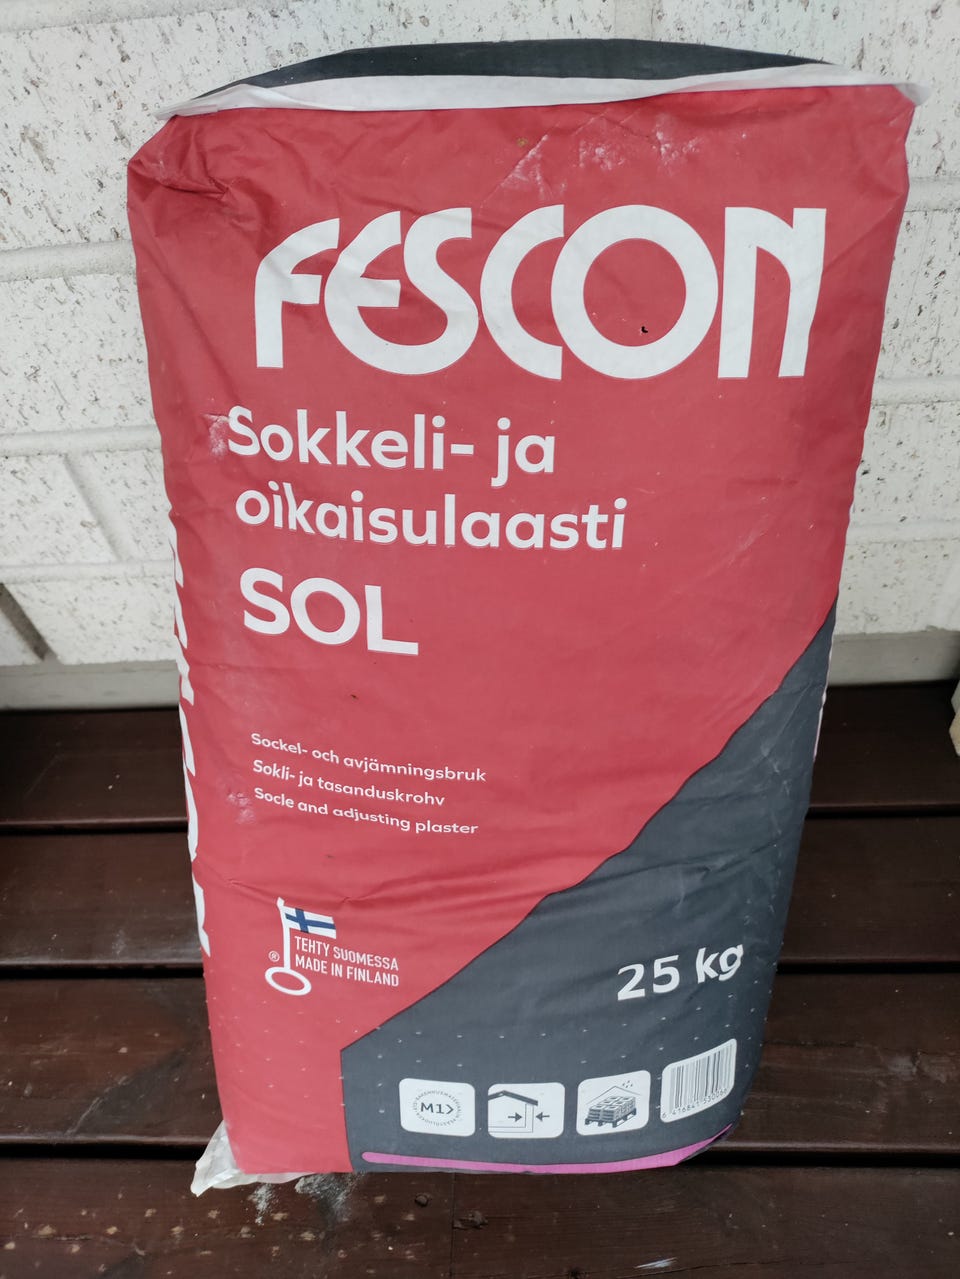 FESCON
Sokkeli- ja
oikaisulaasti
SOL
Sockel- och avjämningsbruk
Sokli- ja tasanduskrohv
Socle and adjusting plaster
®
TEHTY SUOMESSA
MADE IN FINLAND
25 kg
M1